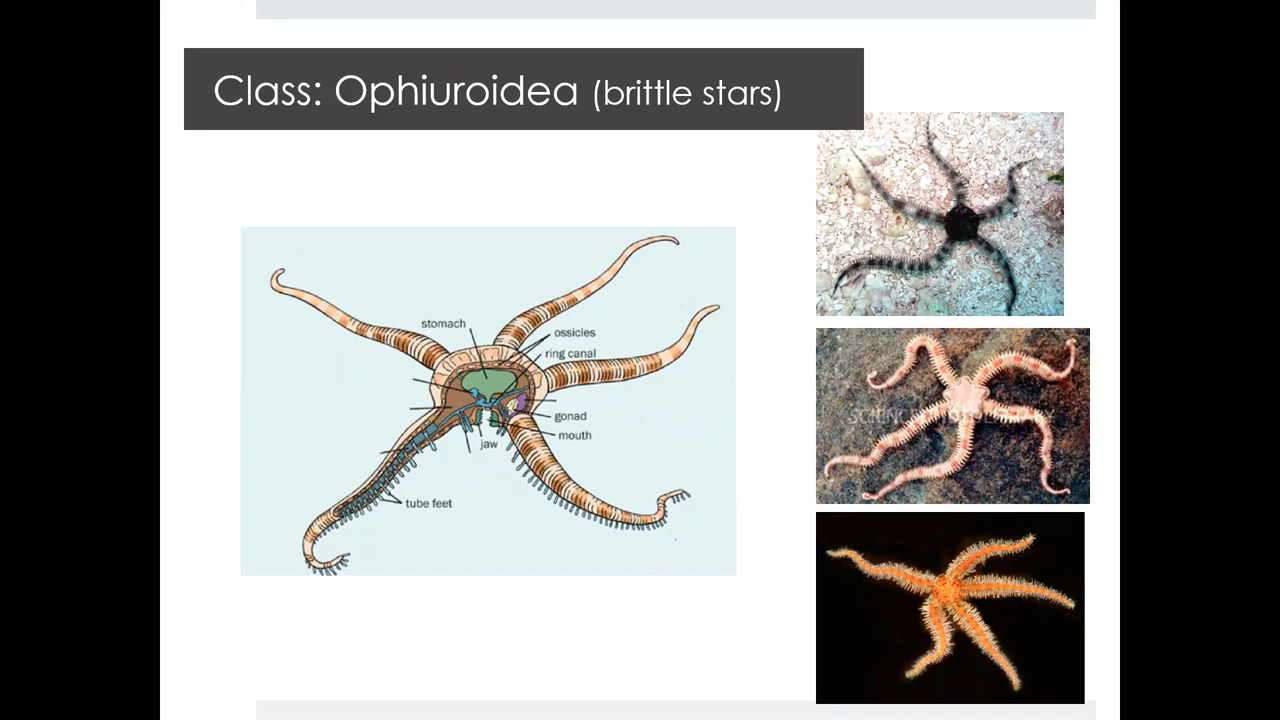 Class: Ophiuroidea (brittle stars)
stomach
ossicles
ring canal
gonad
mouth
jaw
tube feet